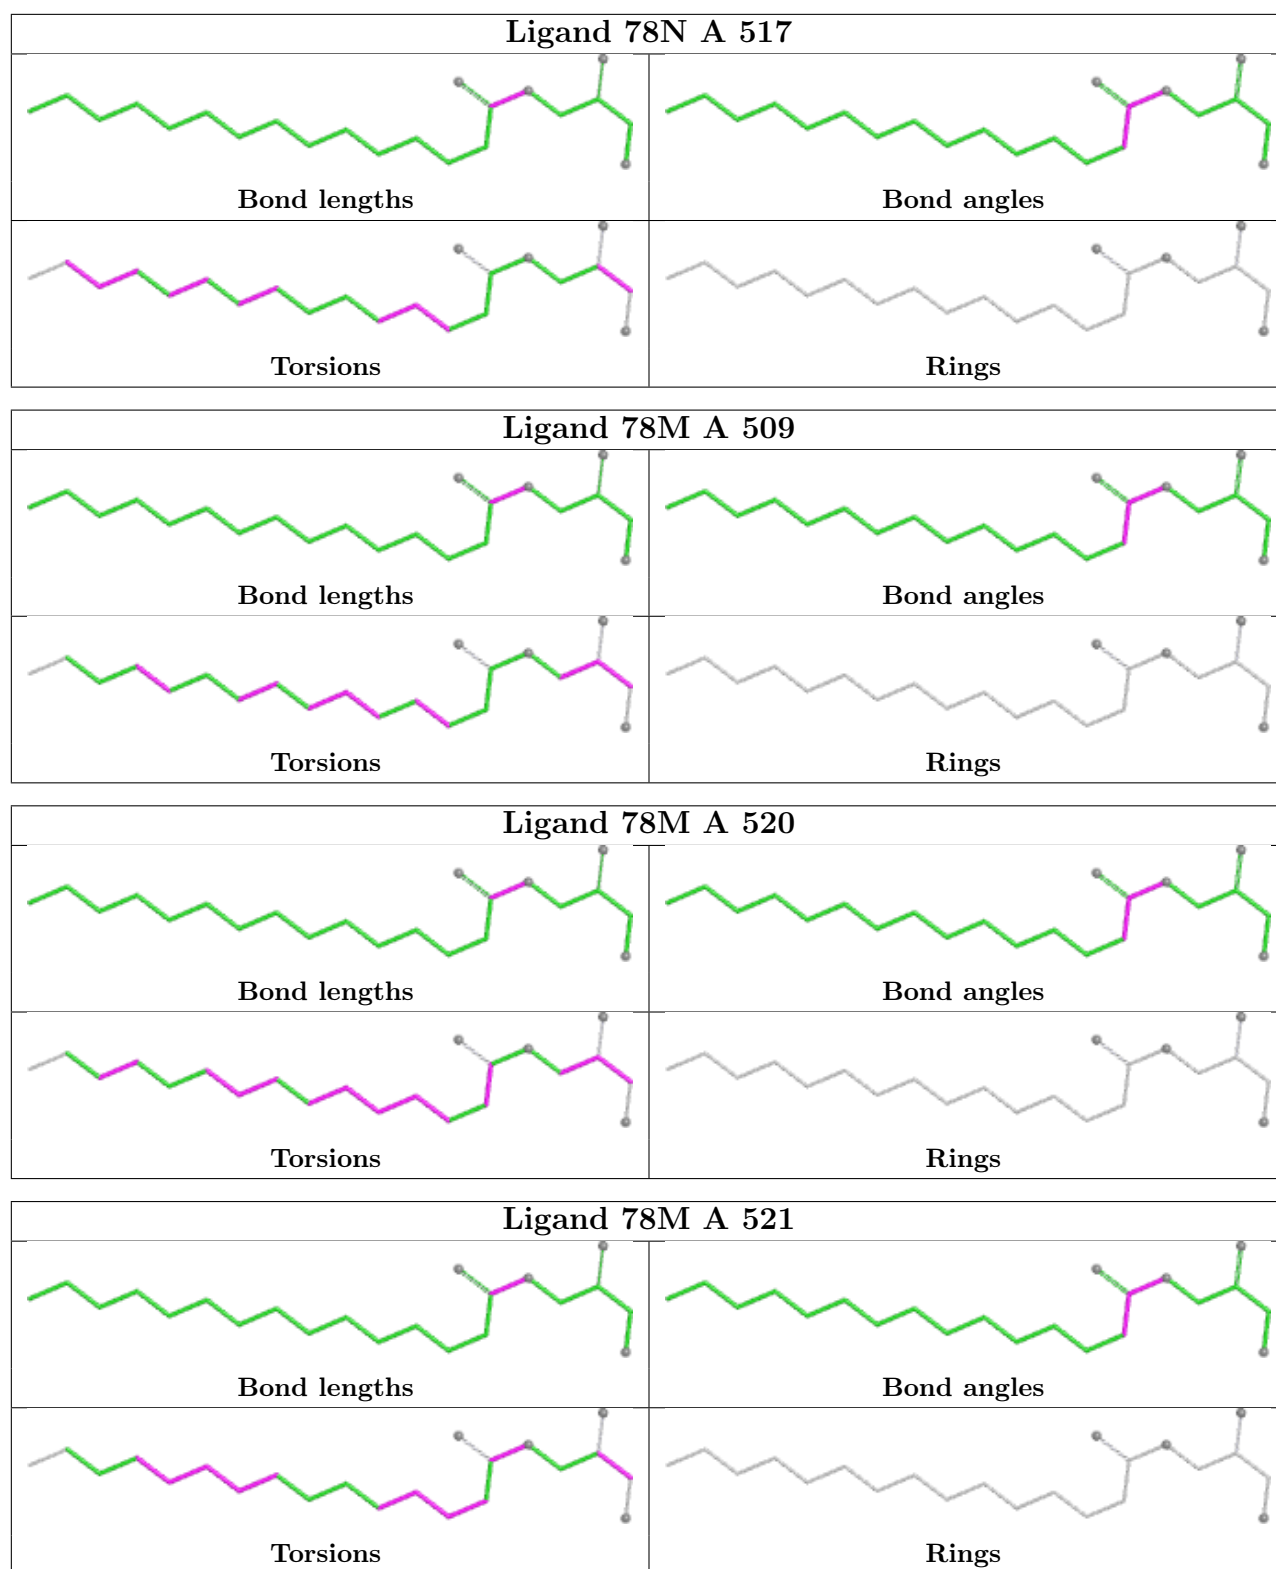 Ligand 78N A 517
Bond lengths
Bond angles
Torsions
Rings
Ligand 78M A 509
Bond lengths
Bond angles
Torsions
Rings
Ligand 78M A 520
Bond lengths
Bond angles
Torsions
Rings
Ligand 78M A 521
Bond lengths
Bond angles
Torsions
Rings